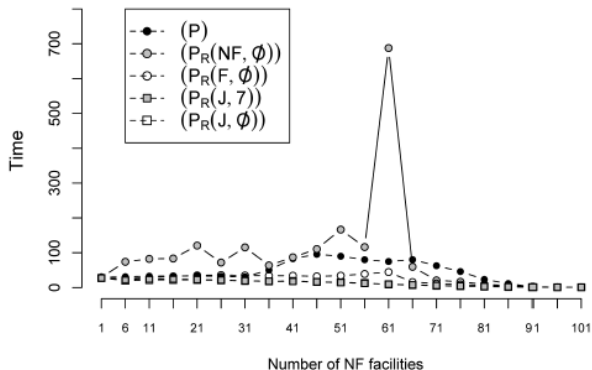 700
500
300
100
0
Time
(P)
(P_R(NF, Ø))
(P_R(F, Ø))
(P_R(J, 7))
(P_R(J, Ø))
1 6 11 21 31 41 51 61 71 81 91 101
Number of NF facilities